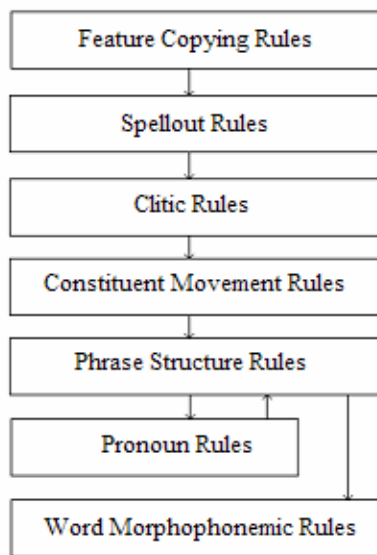 Feature Copying Rules
Spellout Rules
Clitic Rules
Constituent Movement Rules
Phrase Structure Rules
Pronoun Rules
Word Morphophonemic Rules